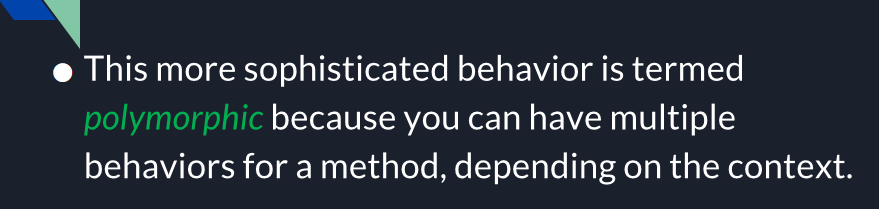 This more sophisticated behavior is termed
polymorphic because you can have multiple
behaviors for a method, depending on the context.